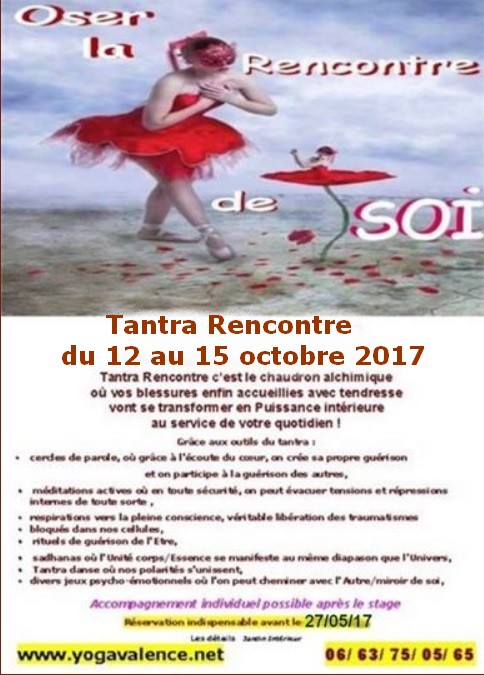 Oser
la
Rencontre
de SOI
Tantra Rencontre
du 12 au 15 octobre 2017
Tantra Rencontre c'est le chaudron alchimique
où vos blessures enfin accueillies avec tendresse
vont se transformer en Puissance intérieure
au service de votre quotidien !
Grâce aux outils du tantra :
• cercles de parole, où grâce à l'écoute du cœur, on crée sa propre guérison
et on participe à la guérison des autres,
• méditations actives où en toute sécurité, on peut évacuer tensions et répressions
internes de toute sorte ,
• respirations vers la pleine conscience, véritable libération des traumatismes
• bloqués dans nos cellules,
• rituels de guérison de l'Etre,
• sadhanas où l'Unité corps/Essence se manifeste au même diapason que l'Univers,
• Tantra danse où nos polarités s'unissent,
• divers jeux psycho-émotionnels où l'on peut cheminer avec l'Autre/miroir de soi,
Accompagnement individuel possible après le stage
Réservation indispensable avant le 27/05/17
Les détails Jardin Intérieur
www.yogavalence.net 06/ 63/ 75/ 05/ 65